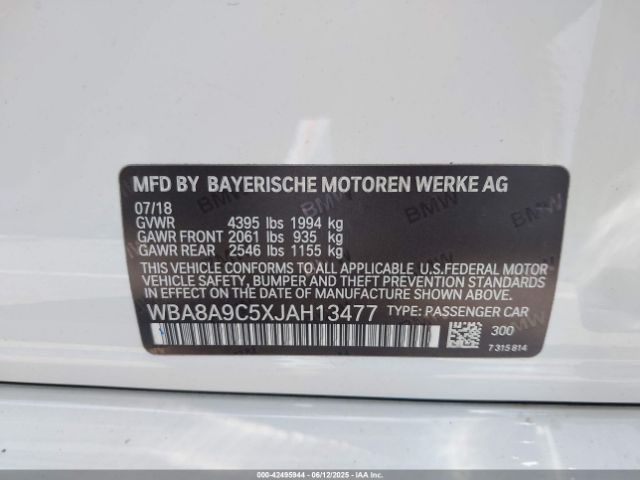 MFD BY BAYERISCHE MOTOREN WERKE AG
07/18
GVWR 4395 lbs 1994 kg
GAWR FRONT 2061 lbs 935 kg
GAWR REAR 2546 lbs 1155 kg
THIS VEHICLE CONFORMS TO ALL APPLICABLE U.S.FEDERAL MOTOR
VEHICLE SAFETY, BUMPER, AND THEFT PREVENTION STANDARDS
IN EFFECT ON THE DATE OF MANUFACTURE SHOWN ABOVE.
WBA8A9C5XJAH13477 TYPE: PASSENGER CAR
300
7 315 814
000-42495944 | 06/12/2025 | IAAI.COM